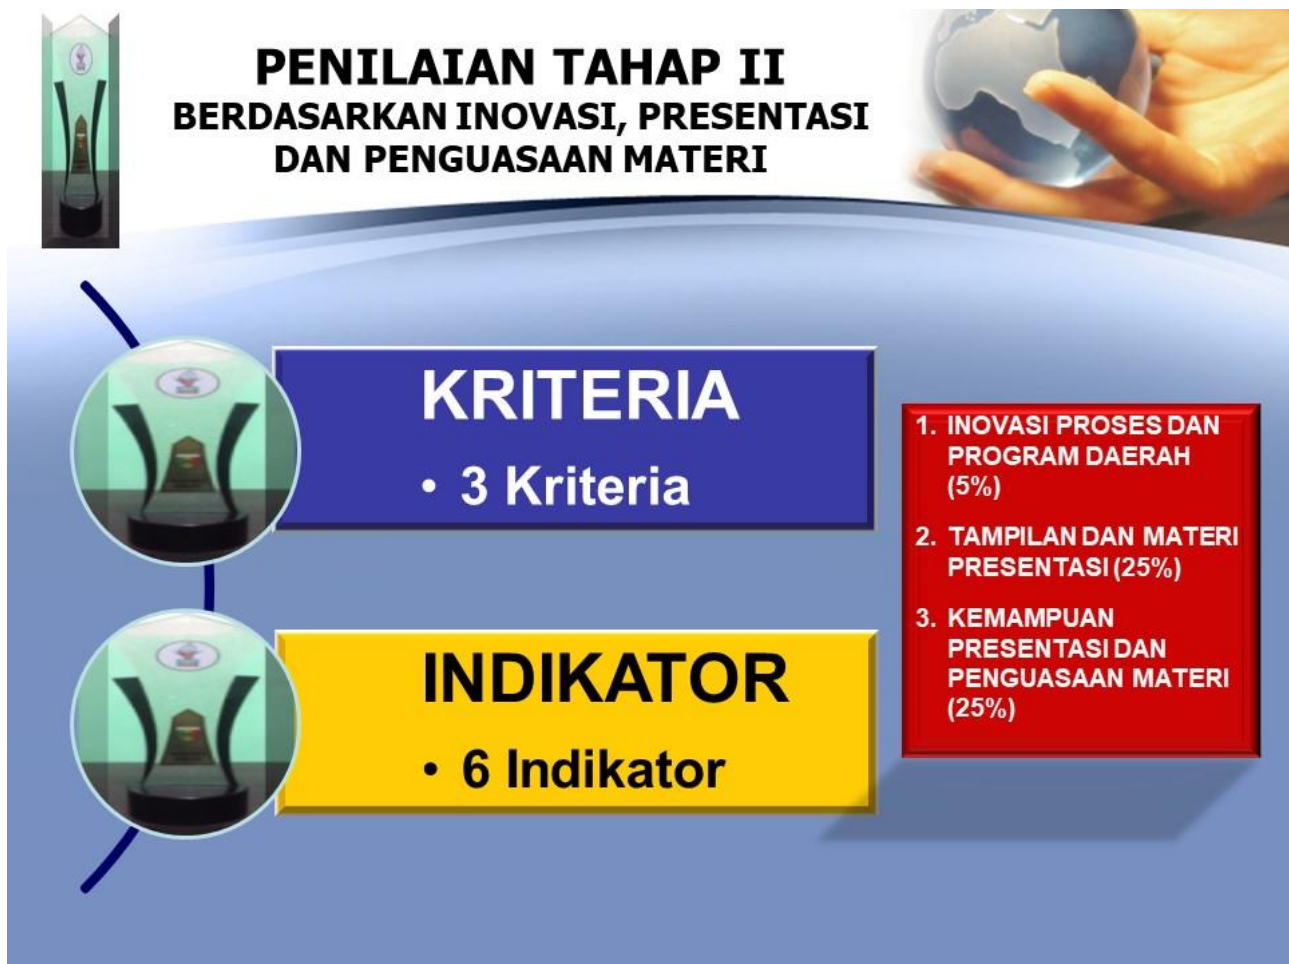 PENILAIAN TAHAP II
BERDASARKAN INOVASI, PRESENTASI
DAN PENGUASAAN MATERI
KRITERIA
• 3 Kriteria
INDIKATOR
• 6 Indikator
1. INOVASI PROSES DAN
PROGRAM DAERAH
(5%)
2. TAMPILAN DAN MATERI
PRESENTASI (25%)
3. KEMAMPUAN
PRESENTASI DAN
PENGUASAAN MATERI
(25%)